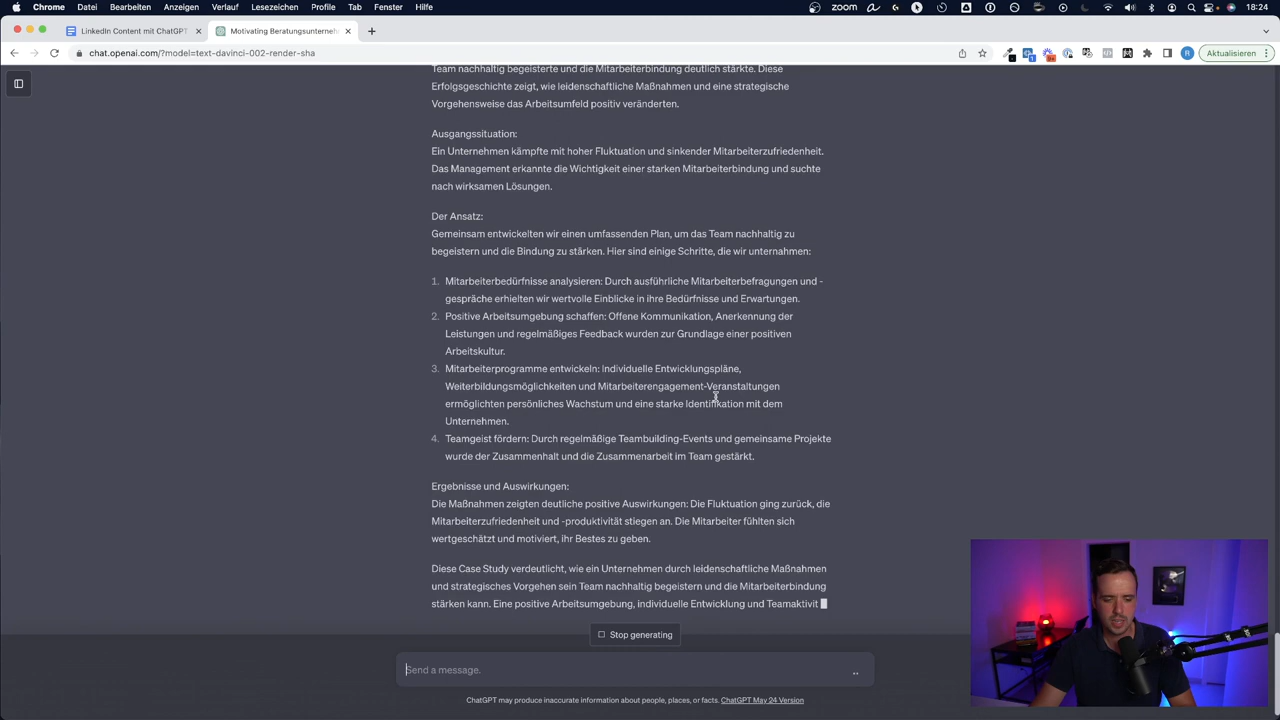 Chrome Ablage Bearbeiten Anzeigen Verlauf Lesezeichen Profile Tab Fenster Hilfe
zoom
18:24
LinkedIn Content mit ChatGPT
Motivating Beratungsunterneh
chat.openai.com/?model=text-davinci-002-render-sha
Aktualisieren
Team nachhaltig begeisterte und die Mitarbeiterbindung deutlich stärkte. Diese
Erfolgsgeschichte zeigt, wie leidenschaftliche Maßnahmen und eine strategische
Vorgehensweise das Arbeitsumfeld positiv veränderten.
Ausgangssituation:
Ein Unternehmen kämpfte mit hoher Fluktuation und sinkender Mitarbeiterzufriedenheit.
Das Management erkannte die Wichtigkeit einer starken Mitarbeiterbindung und suchte
nach wirksamen Lösungen.
Der Ansatz:
Gemeinsam entwickelten wir einen umfassenden Plan, um das Team nachhaltig zu
begeistern und die Bindung zu stärken. Hier sind einige Schritte, die wir unternahmen:
1. Mitarbeiterbedürfnisse analysieren: Durch ausführliche Mitarbeiterbefragungen und -
gespräche erhielten wir wertvolle Einblicke in ihre Bedürfnisse und Erwartungen.
2. Positive Arbeitsumgebung schaffen: Offene Kommunikation, Anerkennung der
Leistungen und regelmäßiges Feedback wurden zur Grundlage einer positiven
Arbeitskultur.
3. Mitarbeiterprogramme entwickeln: Individuelle Entwicklungspläne,
Weiterbildungsmöglichkeiten und Mitarbeiterengagement-Veranstaltungen
ermöglichten persönliches Wachstum und eine starke Identifikation mit dem
Unternehmen.
4. Teamgeist fördern: Durch regelmäßige Teambuilding-Events und gemeinsame Projekte
wurde der Zusammenhalt und die Zusammenarbeit im Team gestärkt.
Ergebnisse und Auswirkungen:
Die Maßnahmen zeigten deutliche positive Auswirkungen: Die Fluktuation ging zurück, die
Mitarbeiterzufriedenheit und -produktivität stiegen an. Die Mitarbeiter fühlten sich
wertgeschätzt und motiviert, ihr Bestes zu geben.
Diese Case Study verdeutlicht, wie ein Unternehmen durch leidenschaftliche Maßnahmen
und strategisches Vorgehen sein Team nachhaltig begeistern und die Mitarbeiterbindung
stärken kann. Eine positive Arbeitsumgebung, individuelle Entwicklung und Teamaktivit
Stop generating
Send a message.
ChatGPT may produce inaccurate information about people, places, or facts. ChatGPT May 24 Version